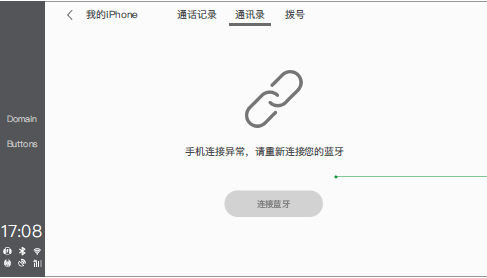 我的iPhone 通话记录 通讯录 拨号
手机连接异常，请重新连接您的蓝牙
连接蓝牙
Domain
Buttons
17:08